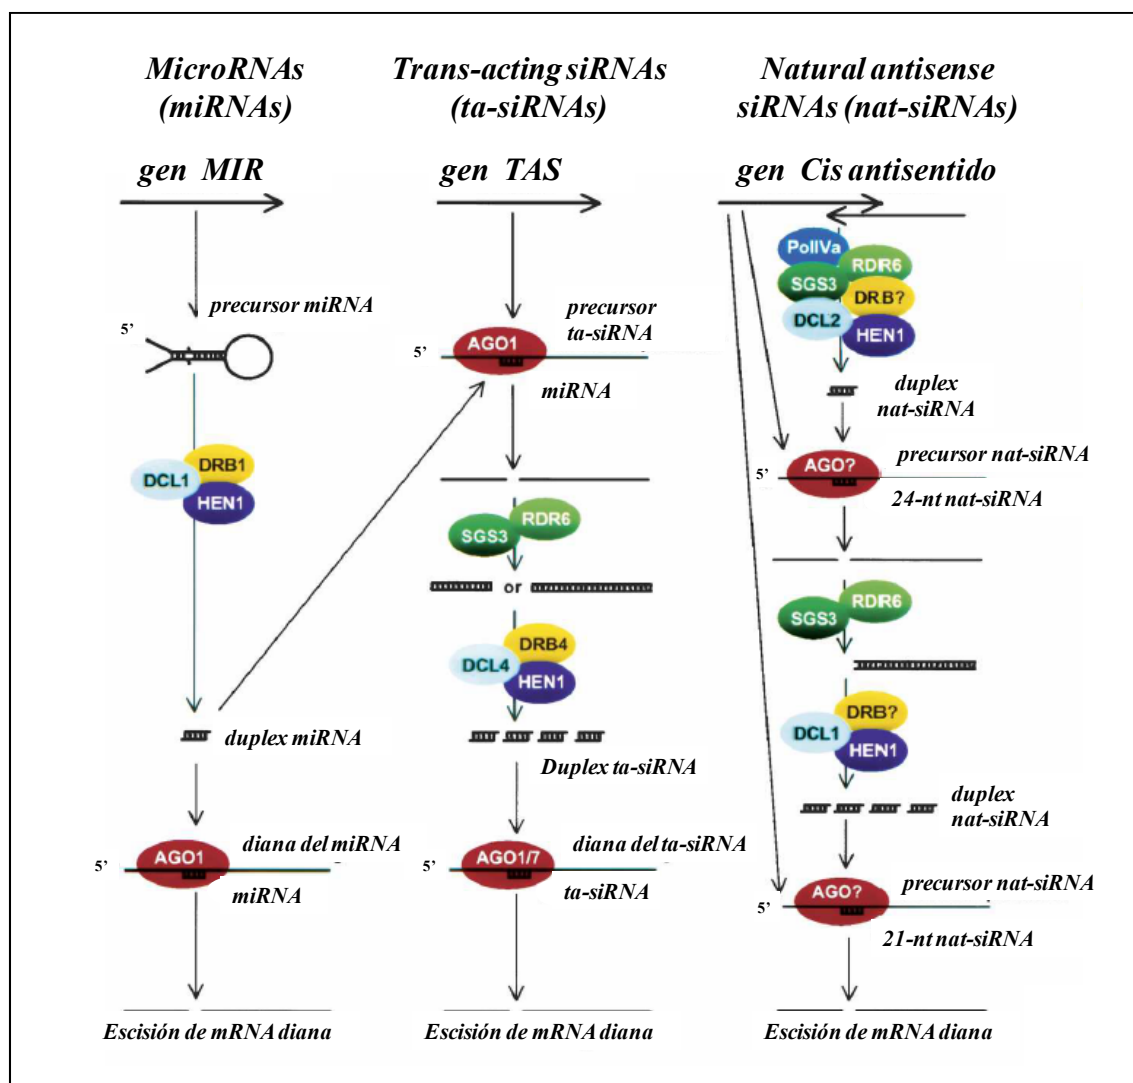 MicroRNAs
(miRNAs)
gen MIR
precursor miRNA
5'
DCL1
DRB1
HEN1
duplex miRNA
5'
AGO1
diana del miRNA
miRNA
Escisión de mRNA diana
Trans-acting siRNAs
(ta-siRNAs)
gen TAS
precursor
ta-siRNA
5'
AGO1
miRNA
SGS3
RDR6
or
DCL4
DRB4
HEN1
Duplex ta-siRNA
5'
AGO1/7
diana del ta-siRNA
ta-siRNA
Escisión de mRNA diana
Natural antisense
siRNAs (nat-siRNAs)
gen Cis antisentido
PolIVa
RDR6
SGS3
DRB?
DCL2
HEN1
duplex
nat-siRNA
5'
AGO?
precursor nat-siRNA
24-nt nat-siRNA
SGS3
RDR6
DCL1
DRB?
HEN1
duplex
nat-siRNA
5'
AGO?
precursor nat-siRNA
21-nt nat-siRNA
Escisión de mRNA diana